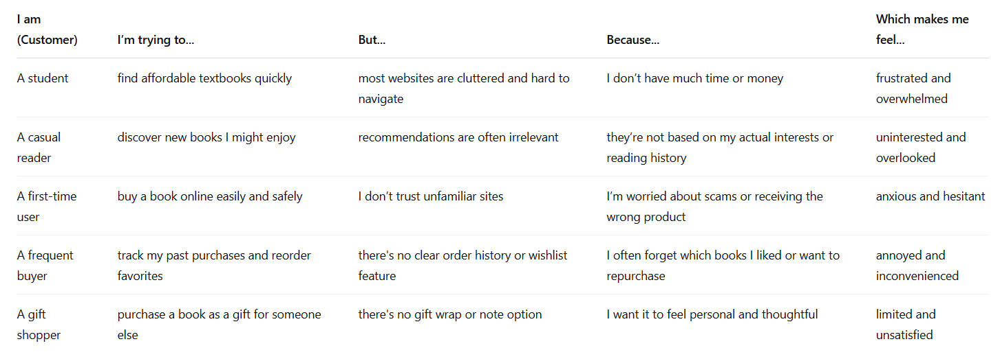 I am (Customer) I’m trying to... But... Because... Which makes me feel...
A student find affordable textbooks quickly most websites are cluttered and hard to navigate I don’t have much time or money frustrated and overwhelmed
A casual reader discover new books I might enjoy recommendations are often irrelevant they’re not based on my actual interests or reading history uninterested and overlooked
A first-time user buy a book online easily and safely I don’t trust unfamiliar sites I’m worried about scams or receiving the wrong product anxious and hesitant
A frequent buyer track my past purchases and reorder favorites there's no clear order history or wishlist feature I often forget which books I liked or want to repurchase annoyed and inconvenienced
A gift shopper purchase a book as a gift for someone else there's no gift wrap or note option I want it to feel personal and thoughtful limited and unsatisfied